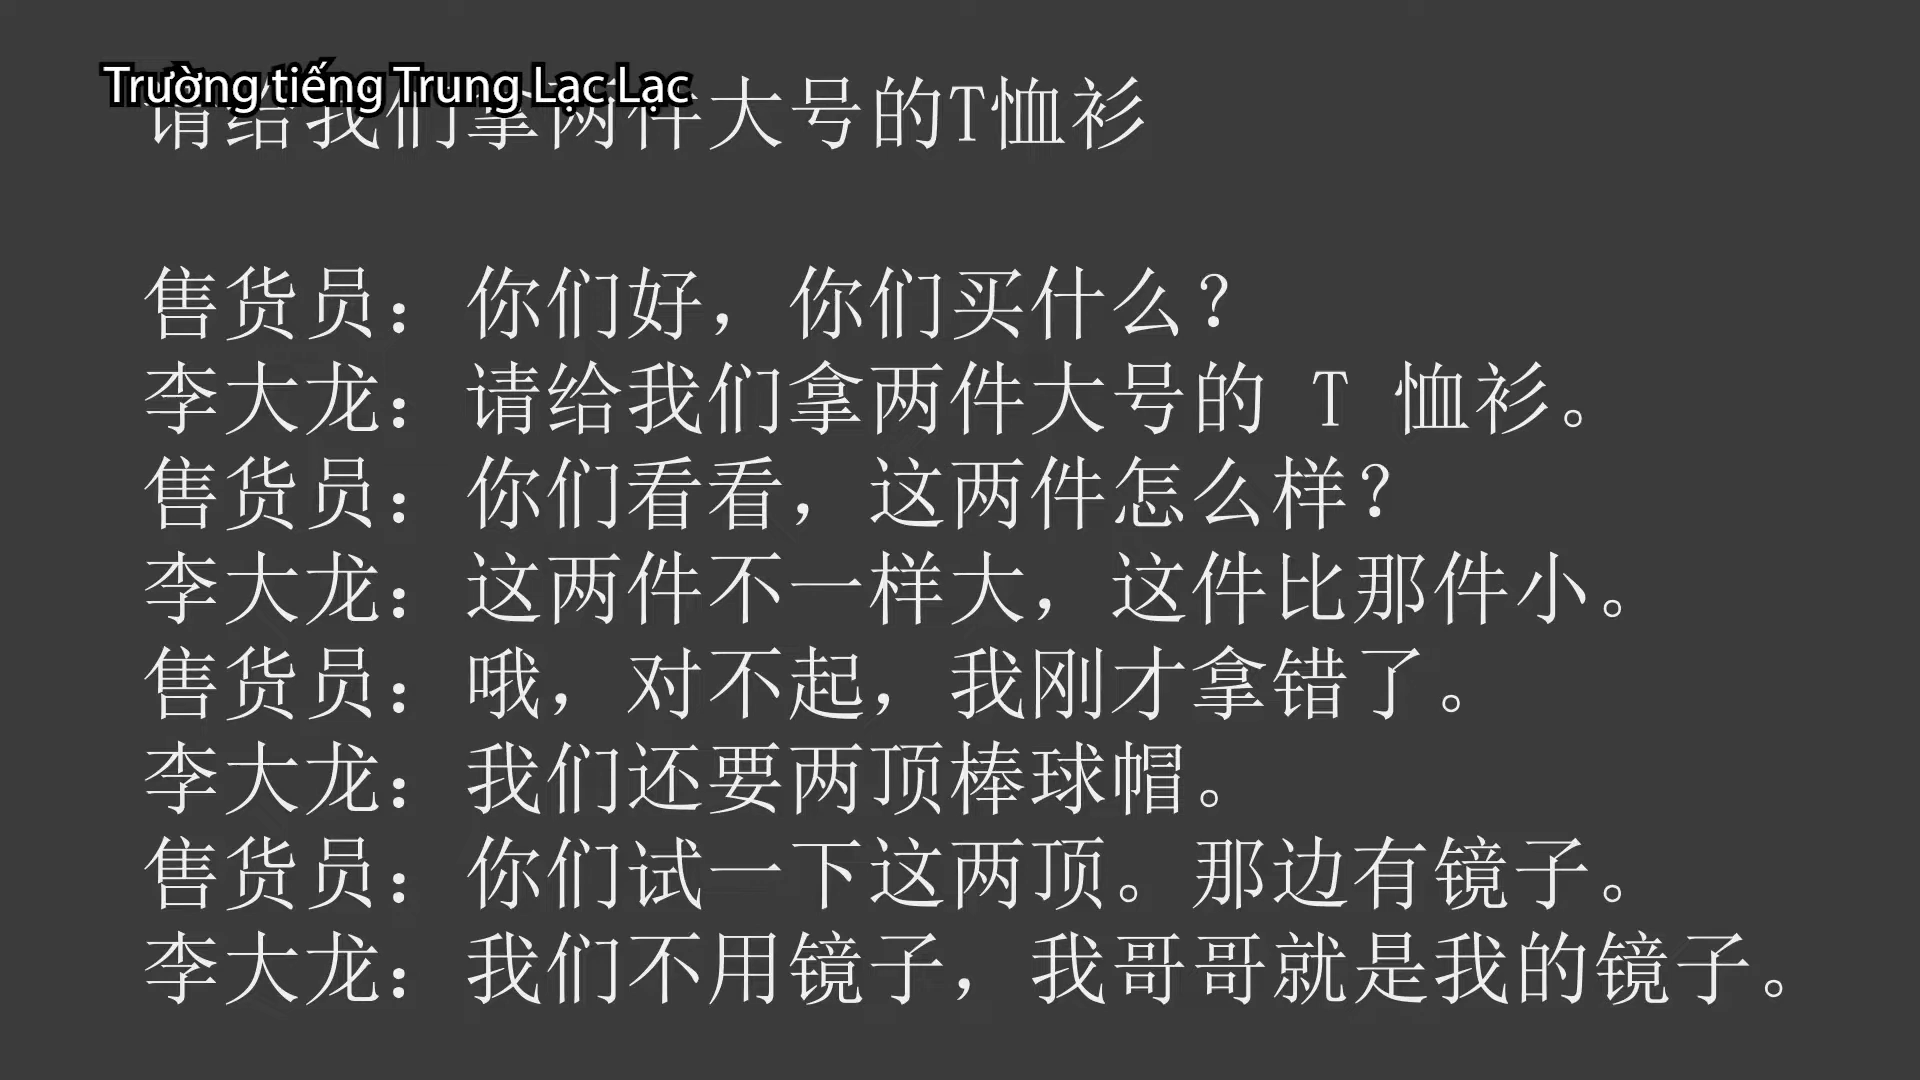 Trường tiếng Trung Lạc Lạc
请给我们拿两件大号的T恤衫
售货员：你们好，你们买什么？
李大龙：请给我们拿两件大号的 T 恤衫。
售货员：你们看看，这两件怎么样？
李大龙：这两件不一样大，这件比那件小。
售货员：哦，对不起，我刚才拿错了。
李大龙：我们还要两顶棒球帽。
售货员：你们试一下这两顶。那边有镜子。
李大龙：我们不用镜子，我哥哥就是我的镜子。